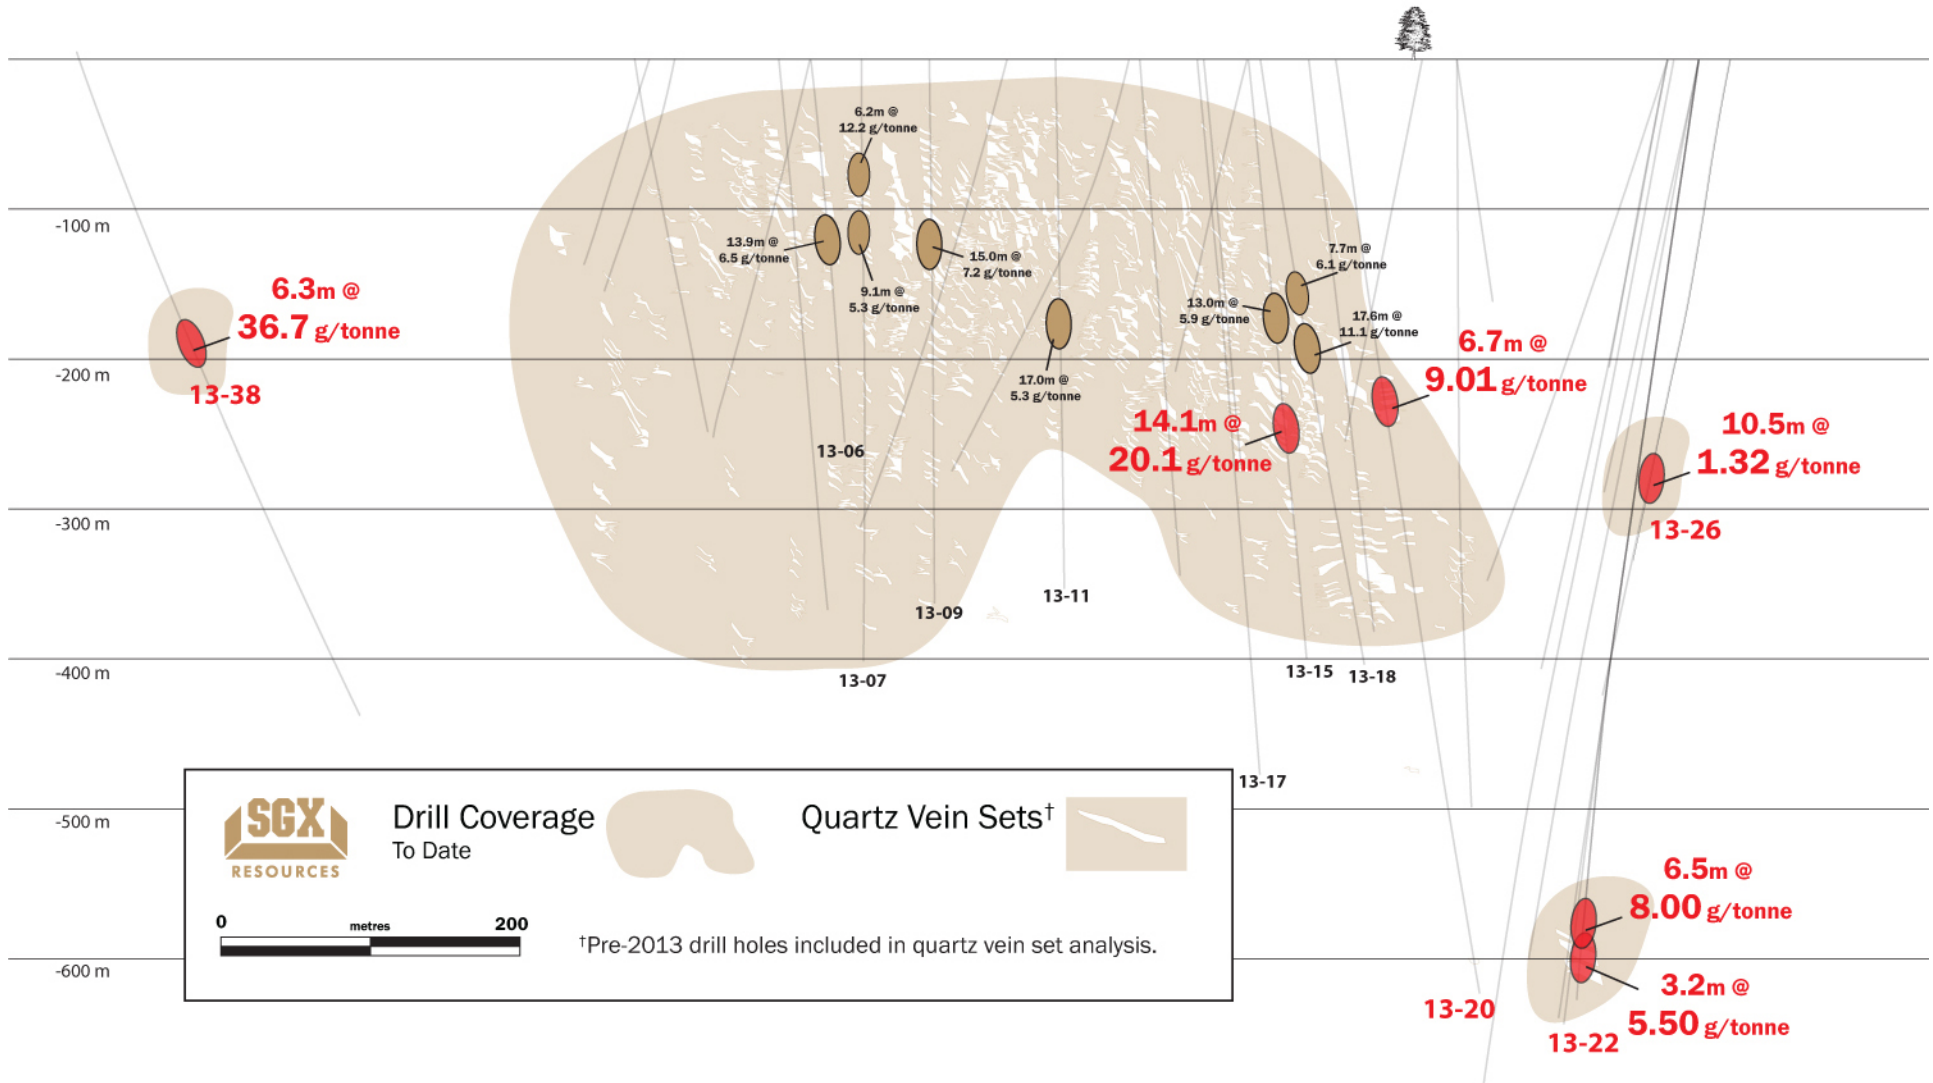 6.2m @
12.2 g/tonne
-100 m
13.9m @
6.5 g/tonne
15.0m @
7.2 g/tonne
7.7m @
6.1 g/tonne
9.1m @
5.3 g/tonne
13.0m @
5.9 g/tonne
17.6m @
11.1 g/tonne
6.3m @
36.7 g/tonne
13-38
-200 m
17.0m @
5.3 g/tonne
6.7m @
9.01 g/tonne
14.1m @
20.1 g/tonne
10.5m @
1.32 g/tonne
13-06
-300 m
13-26
13-11
13-09
-400 m
13-07
13-15
13-18
13-17
-500 m
SGX
RESOURCES
Drill Coverage
To Date
Quartz Vein Sets†
0
metres
200
†Pre-2013 drill holes included in quartz vein set analysis.
6.5m @
8.00 g/tonne
-600 m
3.2m @
5.50 g/tonne
13-20
13-22